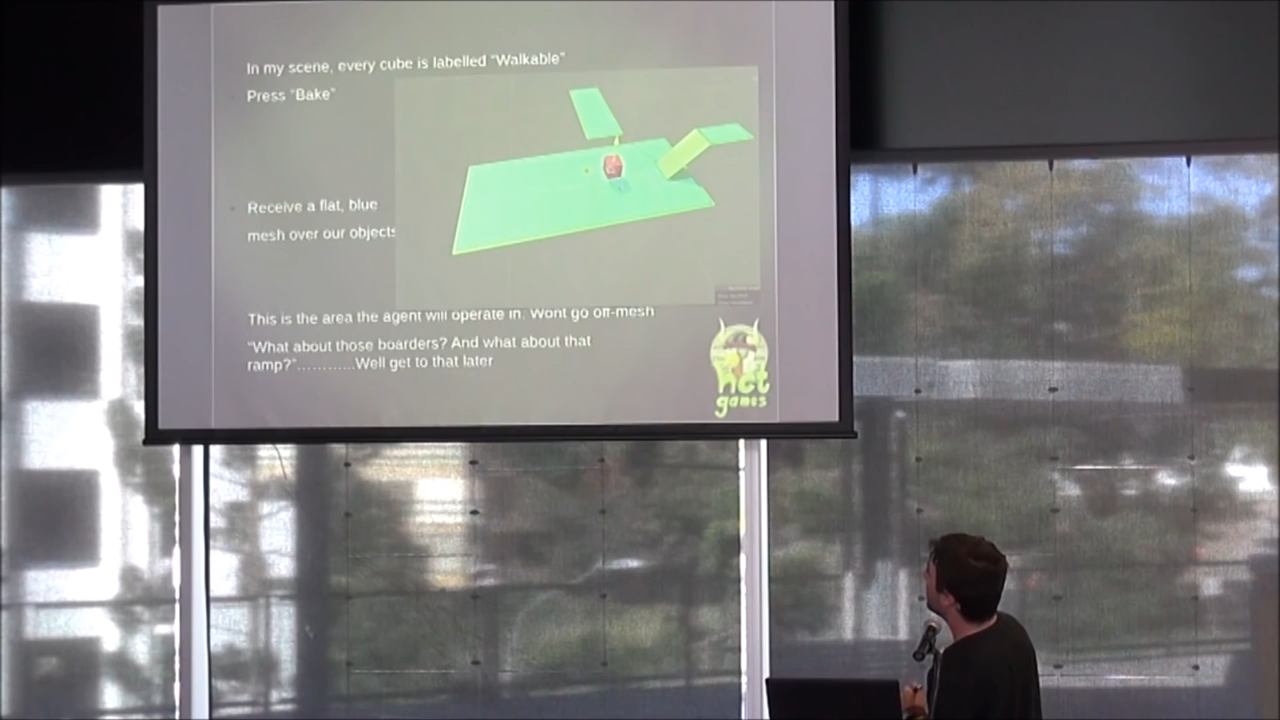 In my scene, every cube is labelled “Walkable”
Press “Bake”
Receive a flat, blue
mesh over our objects
This is the area the agent will operate in. Wont go off-mesh
“What about those boarders? And what about that
ramp?”…………Well get to that later
hct
games